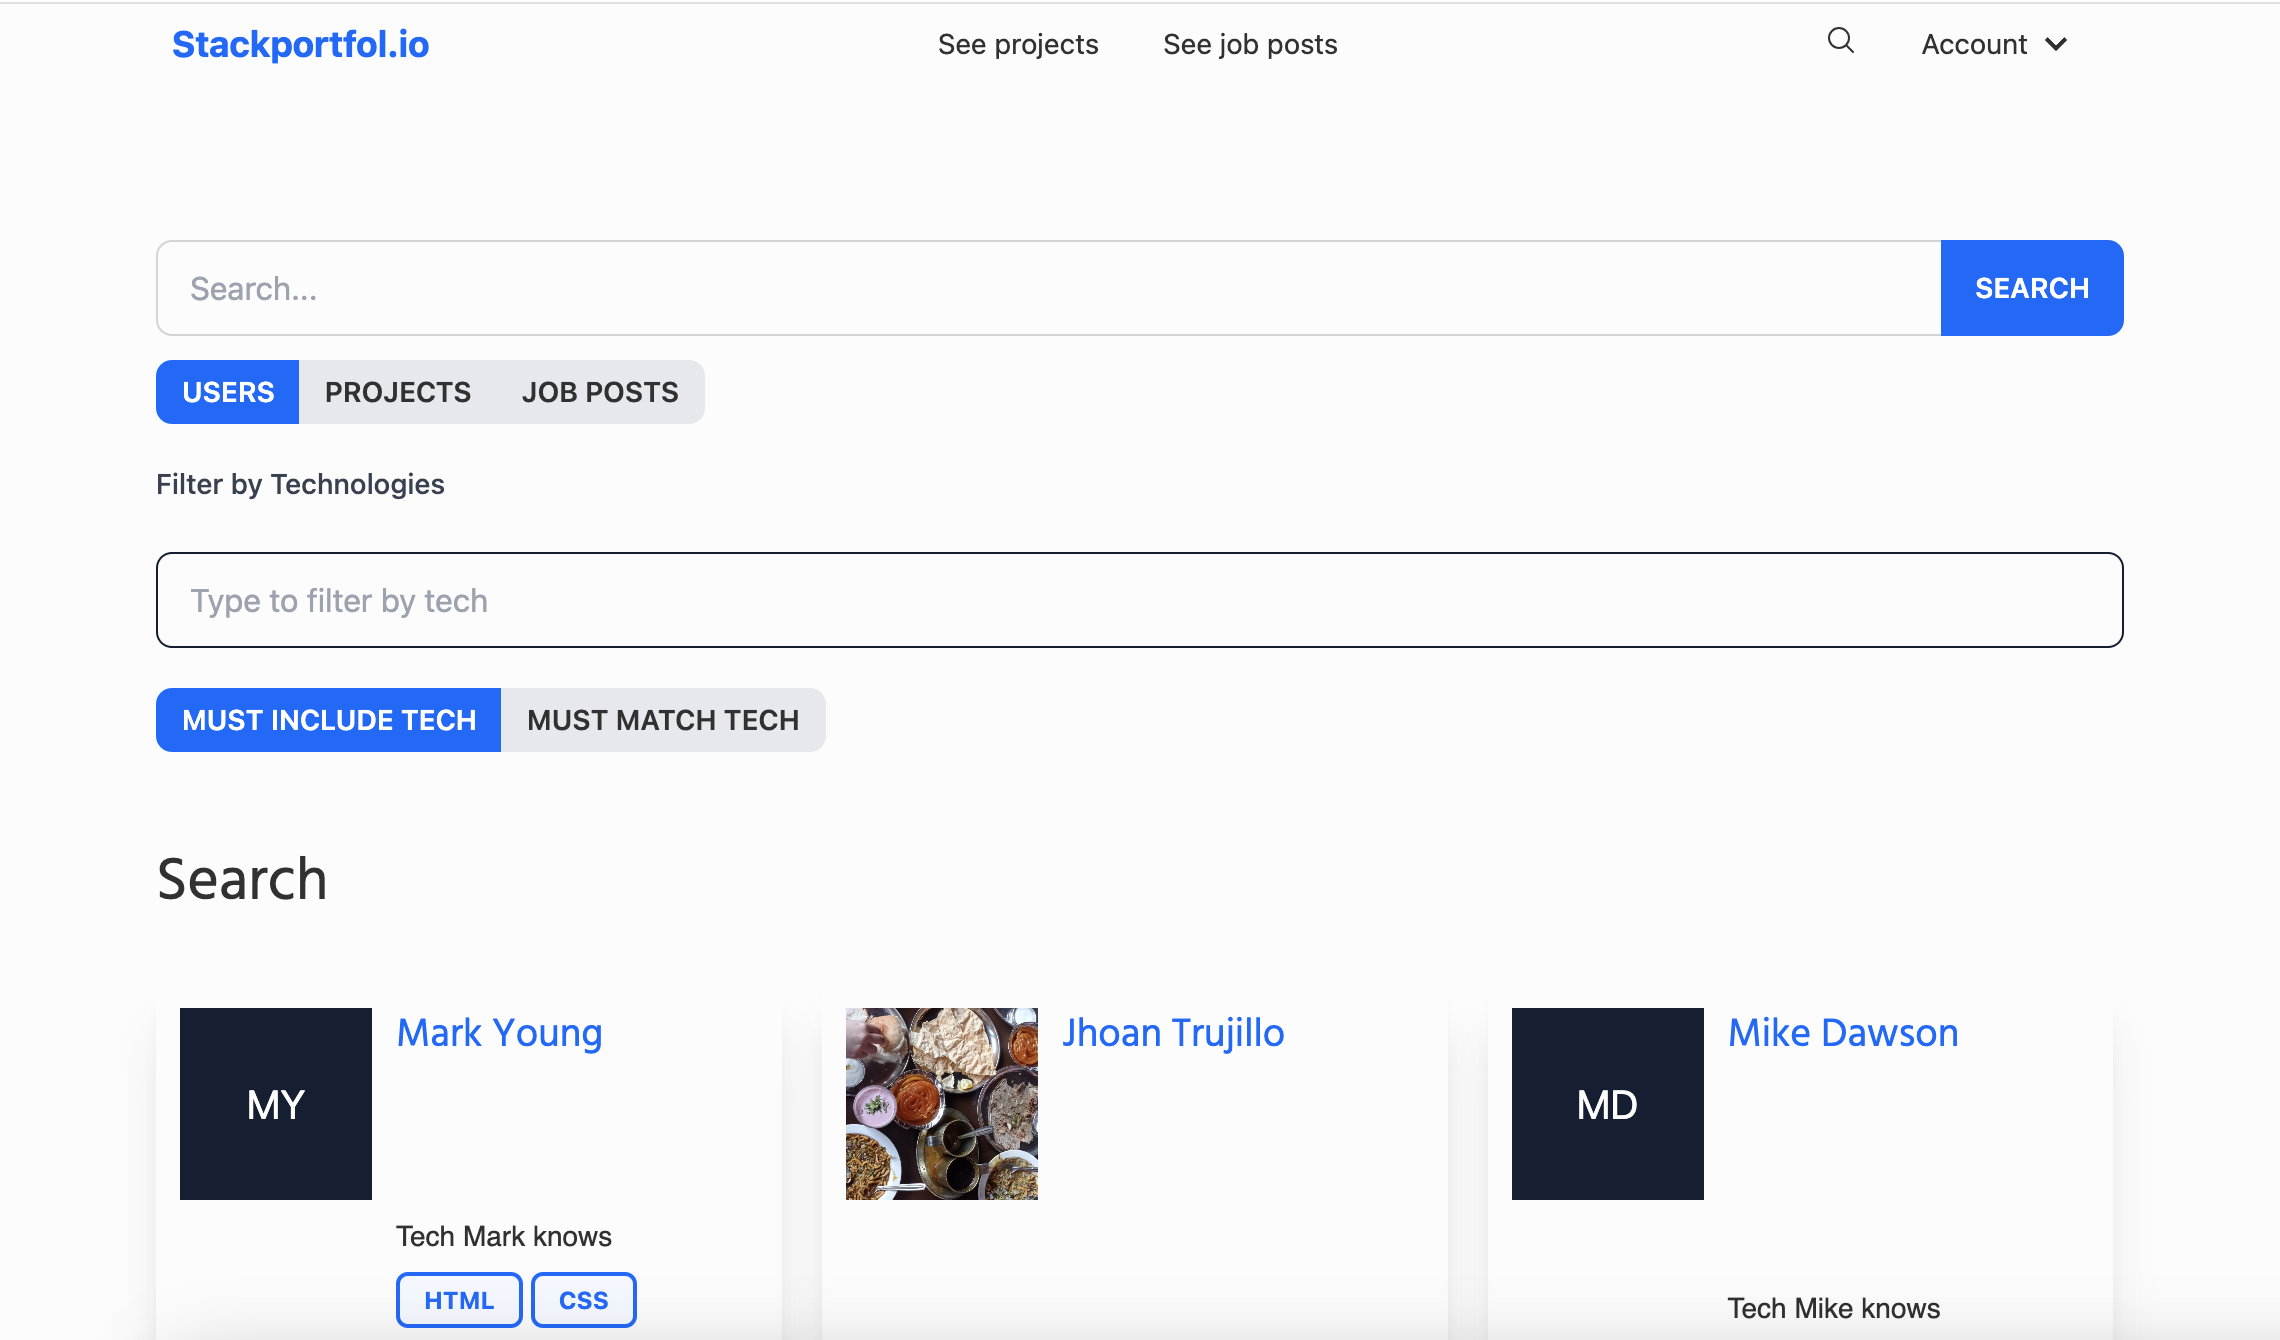 Stackportfol.io See projects See job posts Account
Search...
SEARCH
USERS PROJECTS JOB POSTS
Filter by Technologies
Type to filter by tech
MUST INCLUDE TECH MUST MATCH TECH
Search
MY
Mark Young
Tech Mark knows
HTML CSS
Jhoan Trujillo
MD
Mike Dawson
Tech Mike knows